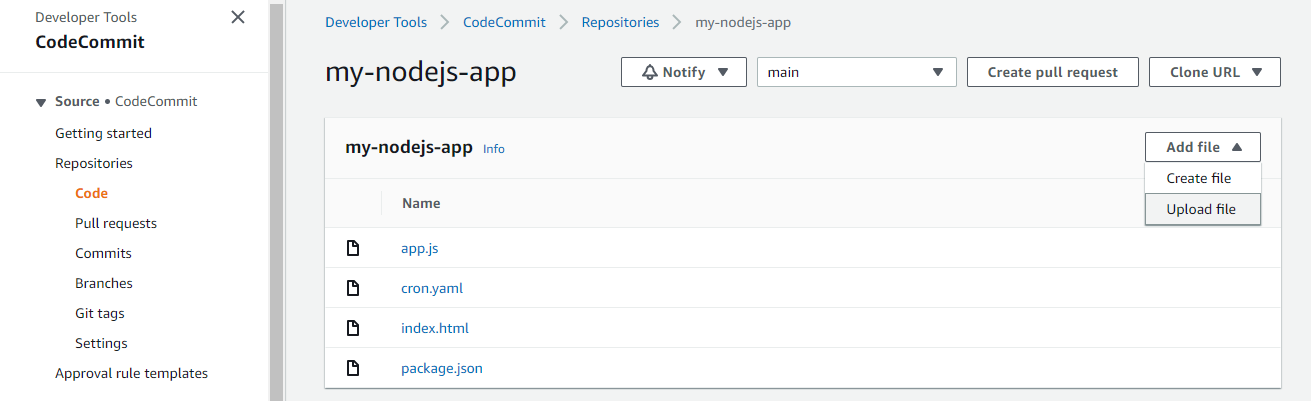 Developer Tools
CodeCommit
Source • CodeCommit
Getting started
Repositories
Code
Pull requests
Commits
Branches
Git tags
Settings
Approval rule templates
Developer Tools > CodeCommit > Repositories > my-nodejs-app
my-nodejs-app
Notify
main
Create pull request
Clone URL
my-nodejs-app Info
Add file
Create file
Upload file
Name
app.js
cron.yaml
index.html
package.json